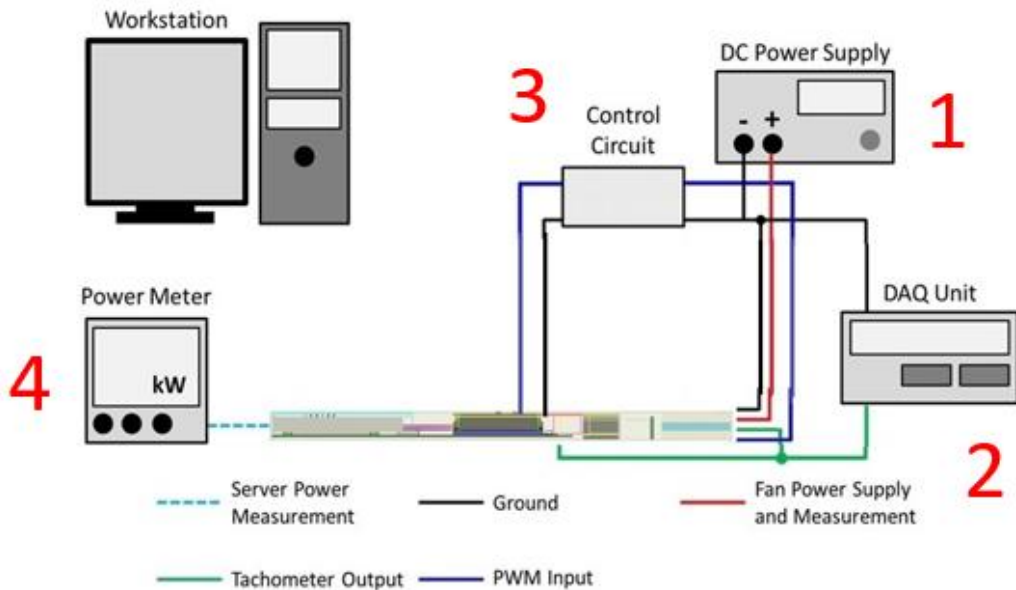 Workstation
DC Power Supply
- +
1
3
Control
Circuit
Power Meter
kW
4
DAQ Unit
2
Server Power
Measurement
Ground
Fan Power Supply
and Measurement
Tachometer Output
PWM Input